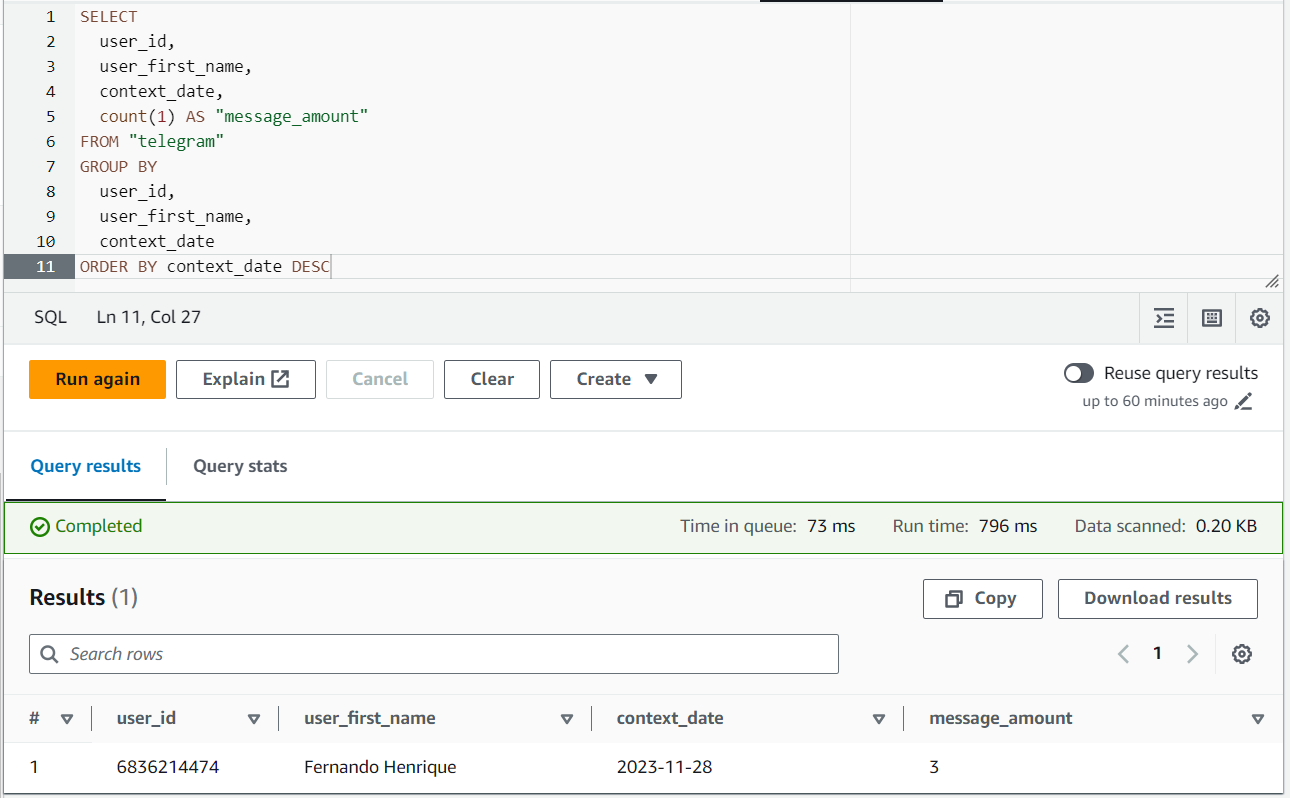 1 SELECT
2 user_id,
3 user_first_name,
4 context_date,
5 count(1) AS "message_amount"
6 FROM "telegram"
7 GROUP BY
8 user_id,
9 user_first_name,
10 context_date
11 ORDER BY context_date DESC
SQL Ln 11, Col 27
Run again Explain Cancel Clear Create Reuse query results
up to 60 minutes ago
Query results Query stats
Completed Time in queue: 73 ms Run time: 796 ms Data scanned: 0.20 KB
Results (1) Copy Download results
Search rows 1
# user_id user_first_name context_date message_amount
1 6836214474 Fernando Henrique 2023-11-28 3